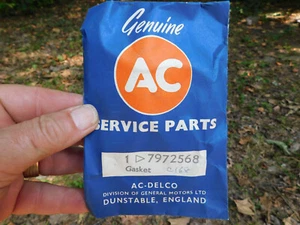 Genuine
AC
SERVICE PARTS
1 ▷ 7972568
Gasket
AC-DELCO
DIVISION OF GENERAL MOTORS LTD
DUNSTABLE, ENGLAND